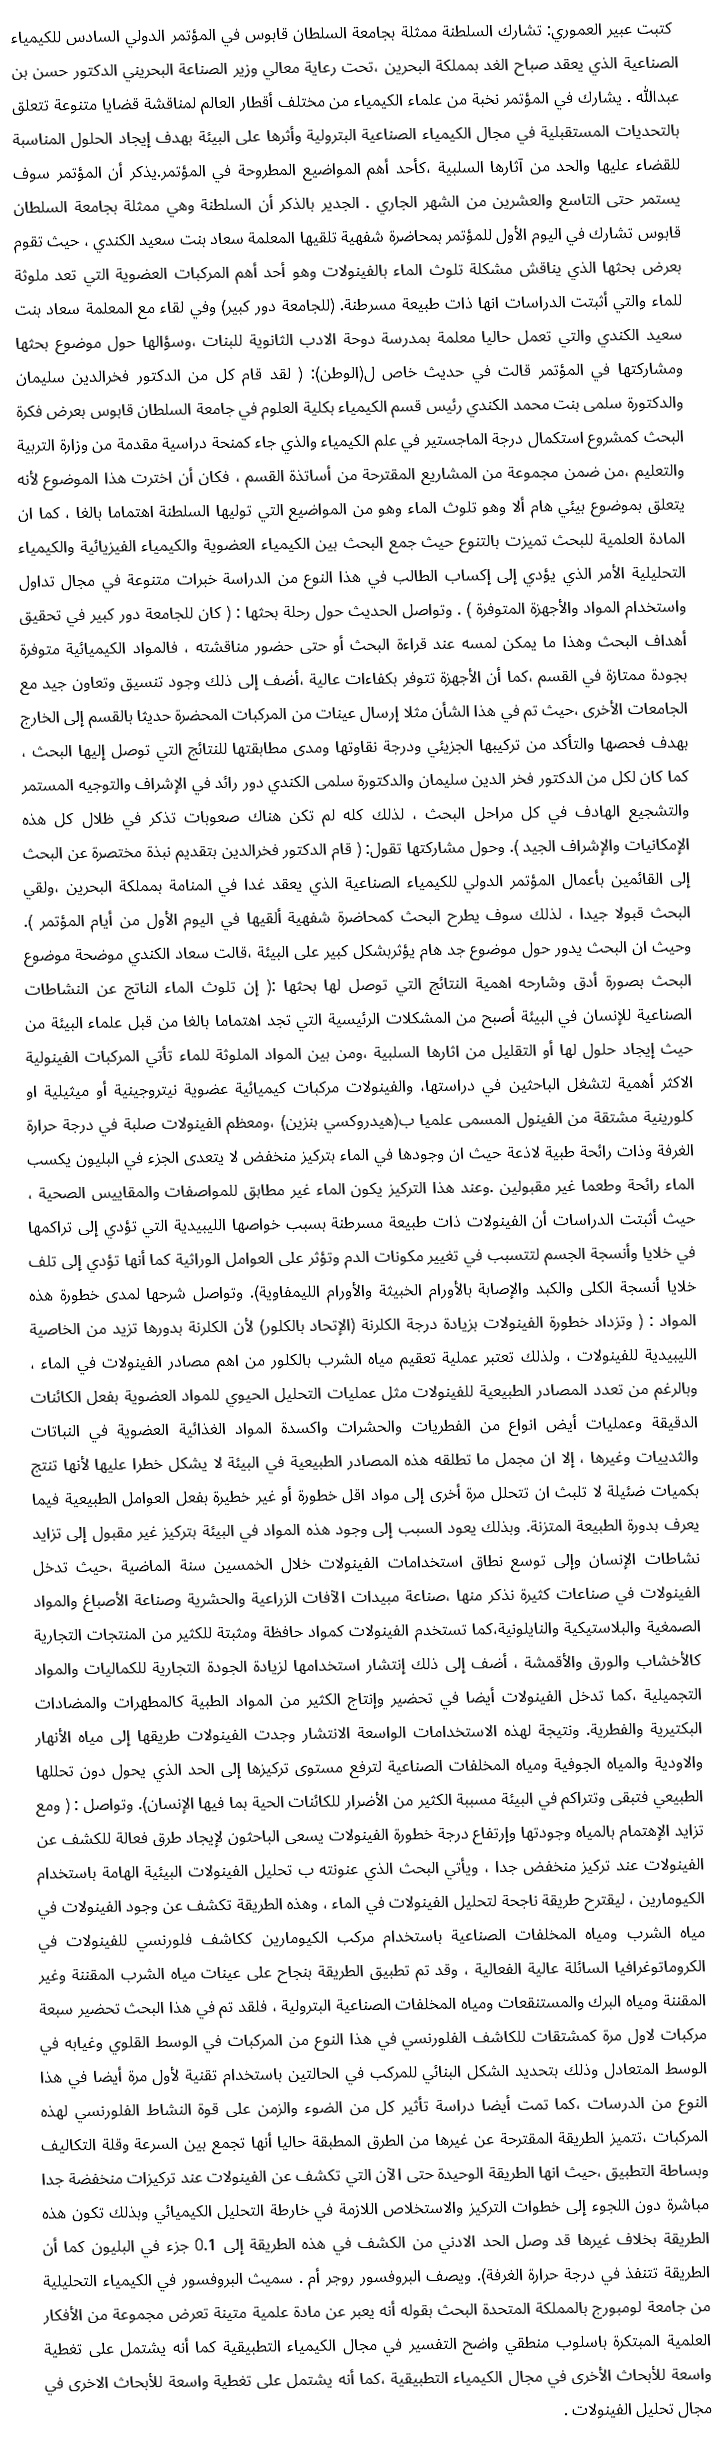 كتبت عبير العموري: تشارك السلطنة ممثلة بجامعة السلطان قابوس في المؤتمر الدولي السادس للكيمياء
الصناعية الذي يعقد صباح الغد بمملكة البحرين ،تحت رعاية معالي وزير الصناعة البحريني الدكتور حسن بن
عبدالله . يشارك في المؤتمر نخبة من علماء الكيمياء من مختلف أقطار العالم لمناقشة قضايا متنوعة تتعلق
بالتحديات المستقبلية في مجال الكيمياء الصناعية البترولية وأثرها على البيئة بهدف إيجاد الحلول المناسبة
للقضاء عليها والحد من آثارها السلبية ،كأحد أهم المواضيع المطروحة في المؤتمر.يذكر أن المؤتمر سوف
يستمر حتى التاسع والعشرين من الشهر الجاري . الجدير بالذكر أن السلطنة وهي ممثلة بجامعة السلطان
قابوس تشارك في اليوم الأول للمؤتمر بمحاضرة شفهية تلقيها المعلمة سعاد بنت سعيد الكندي ، حيث تقوم
بعرض بحثها الذي يناقش مشكلة تلوث الماء بالفينولات وهو أحد أهم المركبات العضوية التي تعد ملوثة
للماء والتي أثبتت الدراسات انها ذات طبيعة مسرطنة. (للجامعة دور كبير) وفي لقاء مع المعلمة سعاد بنت
سعيد الكندي والتي تعمل حاليا معلمة بمدرسة دوحة الادب الثانوية للبنات ،وسؤالها حول موضوع بحثها
ومشاركتها في المؤتمر قالت في حديث خاص ل(الوطن): ( لقد قام كل من الدكتور فخرالدين سليمان
والدكتورة سلمى بنت محمد الكندي رئيس قسم الكيمياء بكلية العلوم في جامعة السلطان قابوس بعرض فكرة
البحث كمشروع استكمال درجة الماجستير في علم الكيمياء والذي جاء كمنحة دراسية مقدمة من وزارة التربية
والتعليم ،من ضمن مجموعة من المشاريع المقترحة من أساتذة القسم ، فكان أن اخترت هذا الموضوع لأنه
يتعلق بموضوع بيئي هام ألا وهو تلوث الماء وهو من المواضيع التي توليها السلطنة اهتماما بالغا ، كما ان
المادة العلمية للبحث تميزت بالتنوع حيث جمع البحث بين الكيمياء العضوية والكيمياء الفيزيائية والكيمياء
التحليلية الأمر الذي يؤدي إلى إكساب الطالب في هذا النوع من الدراسة خبرات متنوعة في مجال تداول
واستخدام المواد والأجهزة المتوفرة ) . وتواصل الحديث حول رحلة بحثها : ( كان للجامعة دور كبير في تحقيق
أهداف البحث وهذا ما يمكن لمسه عند قراءة البحث أو حتى حضور مناقشته ، فالمواد الكيميائية متوفرة
بجودة ممتازة في القسم ،كما أن الأجهزة تتوفر بكفاءات عالية ،أضف إلى ذلك وجود تنسيق وتعاون جيد مع
الجامعات الأخرى ،حيث تم في هذا الشأن مثلا إرسال عينات من المركبات المحضرة حديثا بالقسم إلى الخارج
بهدف فحصها والتأكد من تركيبها الجزيئي ودرجة نقاوتها ومدى مطابقتها للنتائج التي توصل إليها البحث ،
كما كان لكل من الدكتور فخر الدين سليمان والدكتورة سلمى الكندي دور رائد في الإشراف والتوجيه المستمر
والتشجيع الهادف في كل مراحل البحث ، لذلك كله لم تكن هناك صعوبات تذكر في ظلال كل هذه
الإمكانيات والإشراف الجيد ). وحول مشاركتها تقول: ( قام الدكتور فخرالدين بتقديم نبذة مختصرة عن البحث
إلى القائمين بأعمال المؤتمر الدولي للكيمياء الصناعية الذي يعقد غدا في المنامة بمملكة البحرين ،ولقي
البحث قبولا جيدا ، لذلك سوف يطرح البحث كمحاضرة شفهية ألقيها في اليوم الأول من أيام المؤتمر ).
وحيث ان البحث يدور حول موضوع جد هام يؤثربشكل كبير على البيئة ،قالت سعاد الكندي موضحة موضوع
البحث بصورة أدق وشارحه اهمية النتائج التي توصل لها بحثها :( إن تلوث الماء الناتج عن النشاطات
الصناعية للإنسان في البيئة أصبح من المشكلات الرئيسية التي تجد اهتماما بالغا من قبل علماء البيئة من
حيث إيجاد حلول لها أو التقليل من اثارها السلبية ،ومن بين المواد الملوثة للماء تأتي المركبات الفينولية
الاكثر أهمية لتشغل الباحثين في دراستها، والفينولات مركبات كيميائية عضوية نيتروجينية أو ميثيلية او
كلورينية مشتقة من الفينول المسمى علميا ب(هيدروكسي بنزين) ،ومعظم الفينولات صلبة في درجة حرارة
الغرفة وذات رائحة طبية لاذعة حيث ان وجودها في الماء بتركيز منخفض لا يتعدى الجزء في البليون يكسب
الماء رائحة وطعما غير مقبولين .وعند هذا التركيز يكون الماء غير مطابق للمواصفات والمقاييس الصحية ،
حيث أثبتت الدراسات أن الفينولات ذات طبيعة مسرطنة بسبب خواصها الليبيدية التي تؤدي إلى تراكمها
في خلايا وأنسجة الجسم لتتسبب في تغيير مكونات الدم وتؤثر على العوامل الوراثية كما أنها تؤدي إلى تلف
خلايا أنسجة الكلى والكبد والإصابة بالأورام الخبيثة والأورام الليمفاوية). وتواصل شرحها لمدى خطورة هذه
المواد : ( وتزداد خطورة الفينولات بزيادة درجة الكلرنة (الإتحاد بالكلور) لأن الكلرنة بدورها تزيد من الخاصية
الليبيدية للفينولات ، ولذلك تعتبر عملية تعقيم مياه الشرب بالكلور من اهم مصادر الفينولات في الماء ،
وبالرغم من تعدد المصادر الطبيعية للفينولات مثل عمليات التحليل الحيوي للمواد العضوية بفعل الكائنات
الدقيقة وعمليات أيض انواع من الفطريات والحشرات واكسدة المواد الغذائية العضوية في النباتات
والثدييات وغيرها ، إلا ان مجمل ما تطلقه هذه المصادر الطبيعية في البيئة لا يشكل خطرا عليها لأنها تنتج
بكميات ضئيلة لا تلبث ان تتحلل مرة أخرى إلى مواد اقل خطورة أو غير خطيرة بفعل العوامل الطبيعية فيما
يعرف بدورة الطبيعة المتزنة. وبذلك يعود السبب إلى وجود هذه المواد في البيئة بتركيز غير مقبول إلى تزايد
نشاطات الإنسان وإلى توسع نطاق استخدامات الفينولات خلال الخمسين سنة الماضية ،حيث تدخل
الفينولات في صناعات كثيرة نذكر منها ،صناعة مبيدات الآفات الزراعية والحشرية وصناعة الأصباغ والمواد
الصمغية والبلاستيكية والنايلونية،كما تستخدم الفينولات كمواد حافظة ومثبتة للكثير من المنتجات التجارية
كالأخشاب والورق والأقمشة ، أضف إلى ذلك إنتشار استخدامها لزيادة الجودة التجارية للكماليات والمواد
التجميلية ،كما تدخل الفينولات أيضا في تحضير وإنتاج الكثير من المواد الطبية كالمطهرات والمضادات
البكتيرية والفطرية. ونتيجة لهذه الاستخدامات الواسعة الانتشار وجدت الفينولات طريقها إلى مياه الأنهار
والاودية والمياه الجوفية ومياه المخلفات الصناعية لترفع مستوى تركيزها إلى الحد الذي يحول دون تحللها
الطبيعي فتبقى وتتراكم في البيئة مسببة الكثير من الأضرار للكائنات الحية بما فيها الإنسان). وتواصل : ( ومع
تزايد الإهتمام بالمياه وجودتها وإرتفاع درجة خطورة الفينولات يسعى الباحثون لإيجاد طرق فعالة للكشف عن
الفينولات عند تركيز منخفض جدا ، ويأتي البحث الذي عنونته ب تحليل الفينولات البيئية الهامة باستخدام
الكيومارين ، ليقترح طريقة ناجحة لتحليل الفينولات في الماء ، وهذه الطريقة تكشف عن وجود الفينولات في
مياه الشرب ومياه المخلفات الصناعية باستخدام مركب الكيومارين ككاشف فلورنسي للفينولات في
الكروماتوغرافيا السائلة عالية الفعالية ، وقد تم تطبيق الطريقة بنجاح على عينات مياه الشرب المقننة وغير
المقننة ومياه البرك والمستنقعات ومياه المخلفات الصناعية البترولية ، فلقد تم في هذا البحث تحضير سبعة
مركبات لاول مرة كمشتقات للكاشف الفلورنسي في هذا النوع من المركبات في الوسط القلوي وغيابه في
الوسط المتعادل وذلك بتحديد الشكل البنائي للمركب في الحالتين باستخدام تقنية لأول مرة أيضا في هذا
النوع من الدرسات ،كما تمت أيضا دراسة تأثير كل من الضوء والزمن على قوة النشاط الفلورنسي لهذه
المركبات ،تتميز الطريقة المقترحة عن غيرها من الطرق المطبقة حاليا أنها تجمع بين السرعة وقلة التكاليف
وبساطة التطبيق ،حيث انها الطريقة الوحيدة حتى الآن التي تكشف عن الفينولات عند تركيزات منخفضة جدا
مباشرة دون اللجوء إلى خطوات التركيز والاستخلاص اللازمة في خارطة التحليل الكيميائي وبذلك تكون هذه
الطريقة بخلاف غيرها قد وصل الحد الادني من الكشف في هذه الطريقة إلى 0.1 جزء في البليون كما أن
الطريقة تتنفذ في درجة حرارة الغرفة). ويصف البروفسور روجر أم . سميث البروفسور في الكيمياء التحليلية
من جامعة لومبورج بالمملكة المتحدة البحث بقوله أنه يعبر عن مادة علمية متينة تعرض مجموعة من الأفكار
العلمية المبتكرة باسلوب منطقي واضح التفسير في مجال الكيمياء التطبيقية كما أنه يشتمل على تغطية
واسعة للأبحاث الأخرى في مجال الكيمياء التطبيقية ،كما أنه يشتمل على تغطية واسعة للأبحاث الاخرى في
مجال تحليل الفينولات .